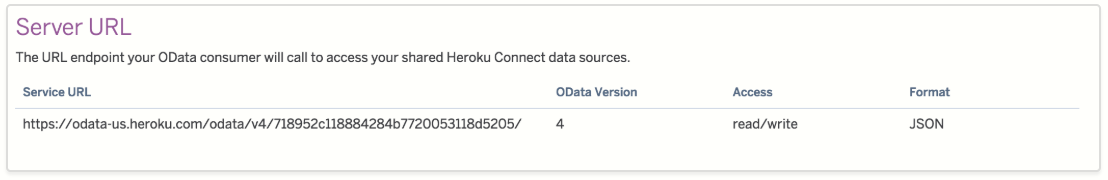 Server URL
The URL endpoint your OData consumer will call to access your shared Heroku Connect data sources.
Service URL OData Version Access Format
https://odata-us.heroku.com/odata/v4/718952c118884284b7720053118d5205/ 4 read/write JSON